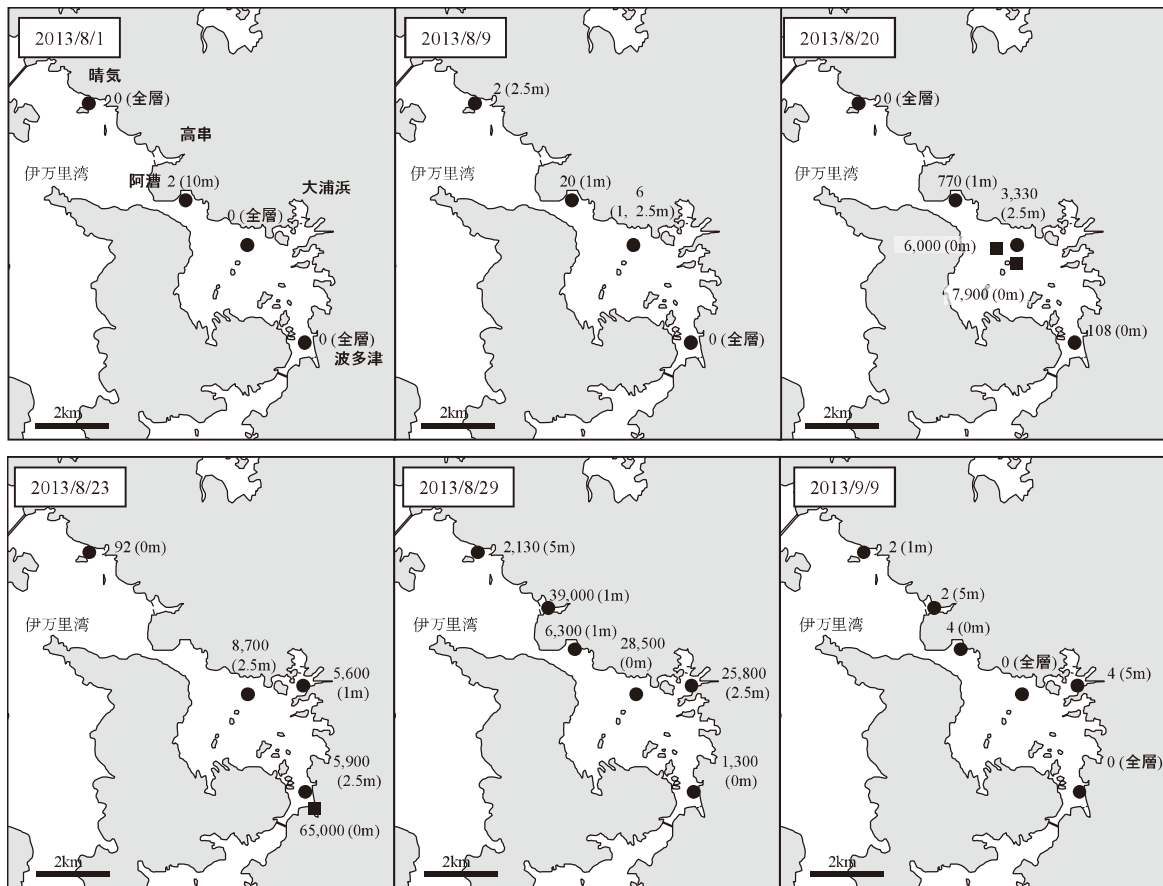 2013/8/1
晴気
0 (全層)
高串
伊万里湾
阿漕
2 (10m)
大浦浜
0 (全層)
0 (全層)
波多津
2km
2013/8/9
2 (2.5m)
伊万里湾
20 (1m)
6
(1, 2.5m)
0 (全層)
2km
2013/8/20
0 (全層)
伊万里湾
770 (1m)
3,330
(2.5m)
6,000 (0m)
7,900 (0m)
108 (0m)
2km
2013/8/23
92 (0m)
伊万里湾
8,700
(2.5m)
5,600
(1m)
5,900
(2.5m)
65,000 (0m)
2km
2013/8/29
2,130 (5m)
39,000 (1m)
伊万里湾
6,300 (1m)
28,500
(0m)
25,800
(2.5m)
1,300
(0m)
2km
2013/9/9
2 (1m)
2 (5m)
伊万里湾
4 (0m)
0 (全層)
4 (5m)
0 (全層)
2km